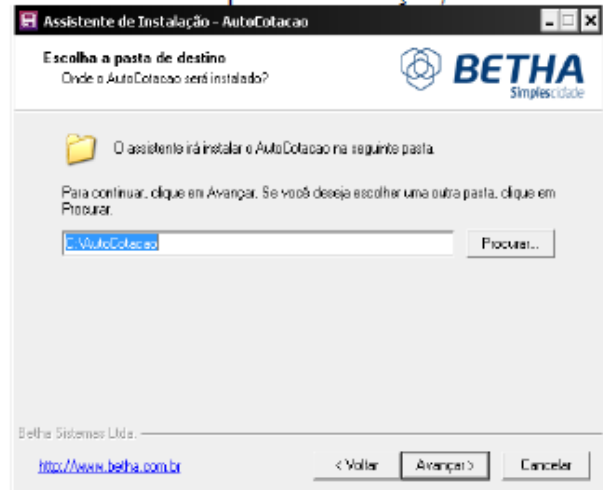 Assistente de Instalação - AutoCotacao
Escolha a pasta de destino
Onde o AutoCotacao será instalado?
BETHA
Simplescidade
O assistente irá instalar o AutoCotacao na seguinte pasta.
Para continuar, clique em Avançar. Se você deseja escolher uma outra pasta, clique em
Procurar.
C:\AutoCotacao
Procurar...
Betha Sistemas Ltda.
http://www.betha.com.br
< Voltar
Avançar >
Cancelar